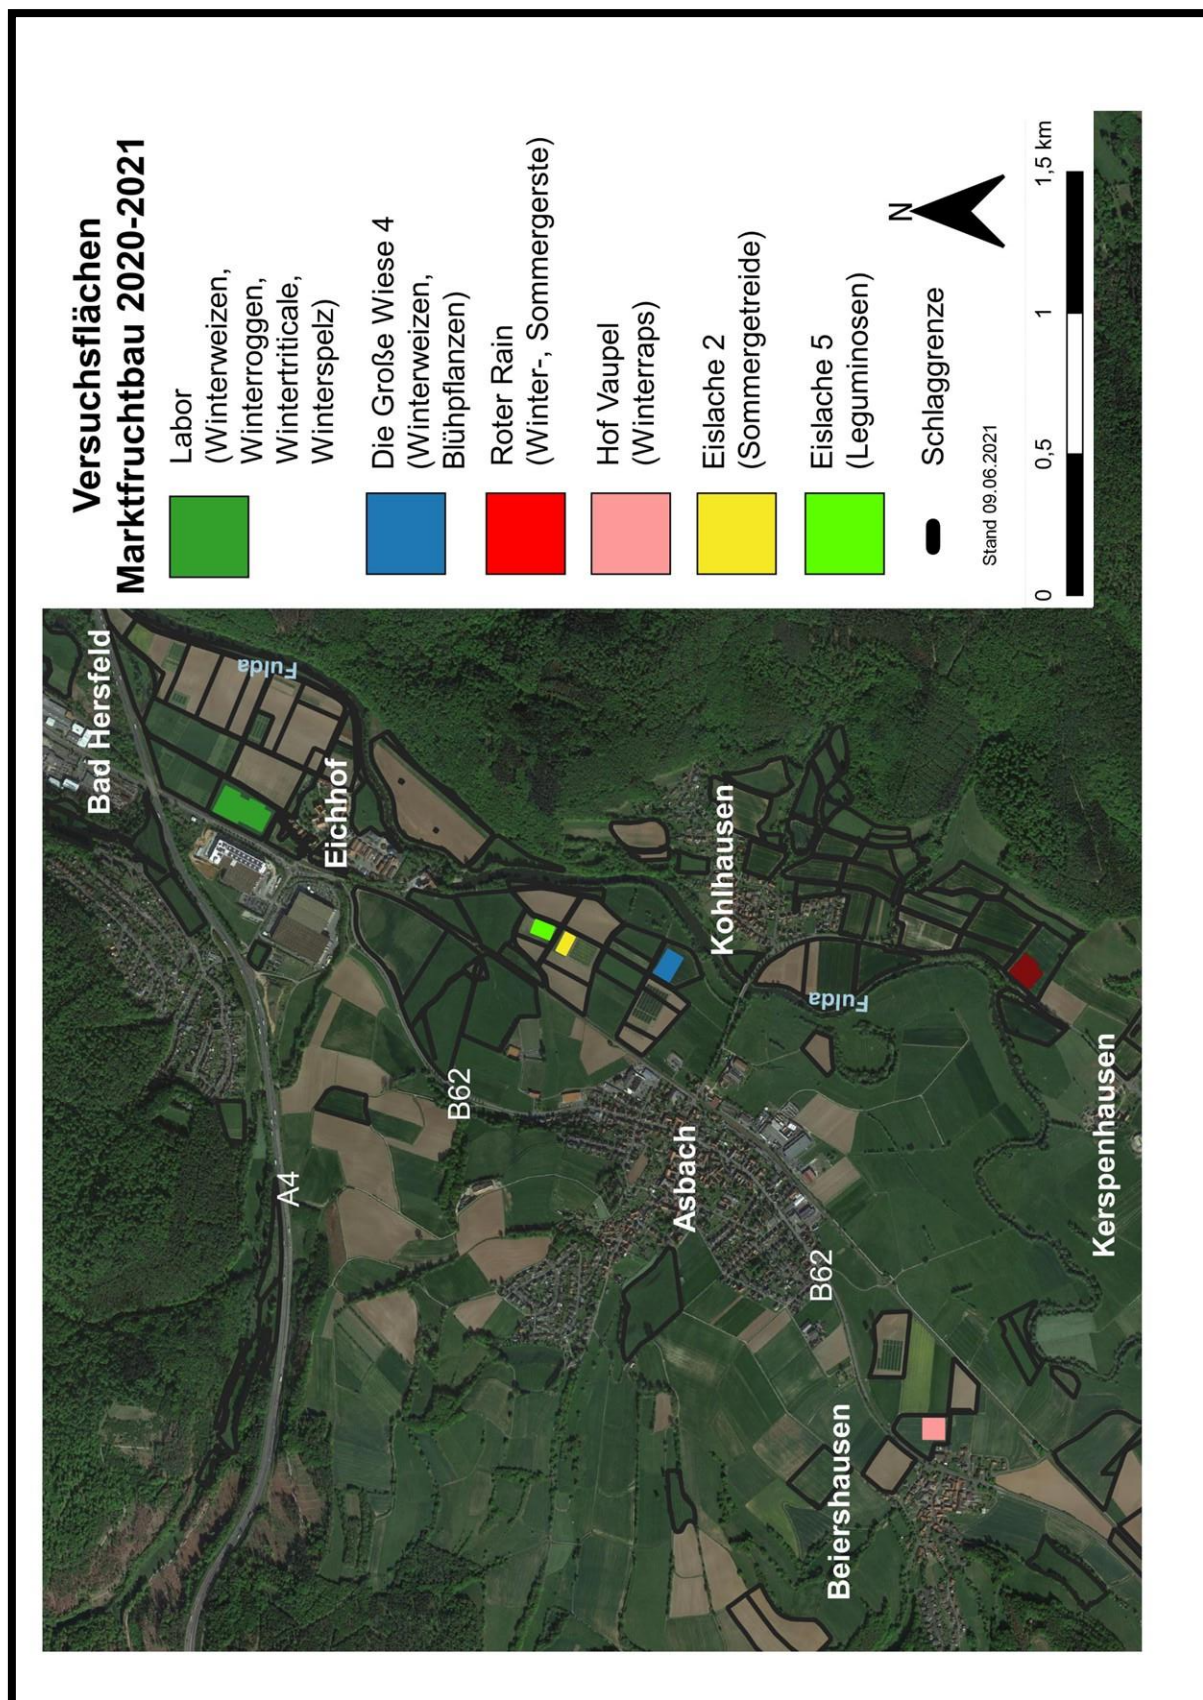 Versuchsflächen
Marktfruchtbau 2020-2021
Labor
(Winterweizen,
Winterroggen,
Wintertriticale,
Winterspelz)
Die Große Wiese 4
(Winterweizen,
Bühpflanzen)
Roter Rain
(Winter-, Sommergerste)
Hof Vaupel
(Winterraps)
Eislache 2
(Sommergetreide)
Eislache 5
(Leguminosen)
Schlaggrenze
Stand 09.06.2021
N
0 0,5 1 1,5 km
Bad Hersfeld
Fulda
Eichhof
A4
B62
Kohlhausen
Asbach
Fulda
B62
Beiershausen
Kerspenhausen